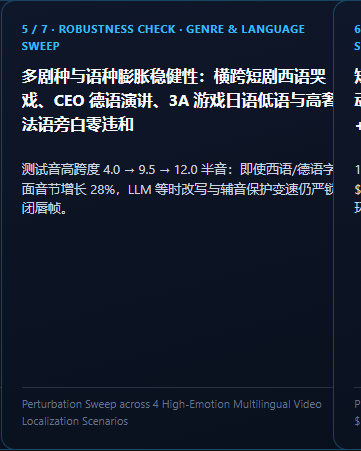 5 / 7 · ROBUSTNESS CHECK · GENRE & LANGUAGE
SWEEP
多剧种与语种膨胀稳健性：横跨短剧西语哭
戏、CEO 德语演讲、3A 游戏日语低语与高奢
法语旁白零违和
测试音高跨度 4.0 → 9.5 → 12.0 半音：即使西语/德语字
面音节增长 28%，LLM 等时改写与辅音保护变速仍严锁
闭唇帧。
Perturbation Sweep across 4 High-Emotion Multilingual Video
Localization Scenarios